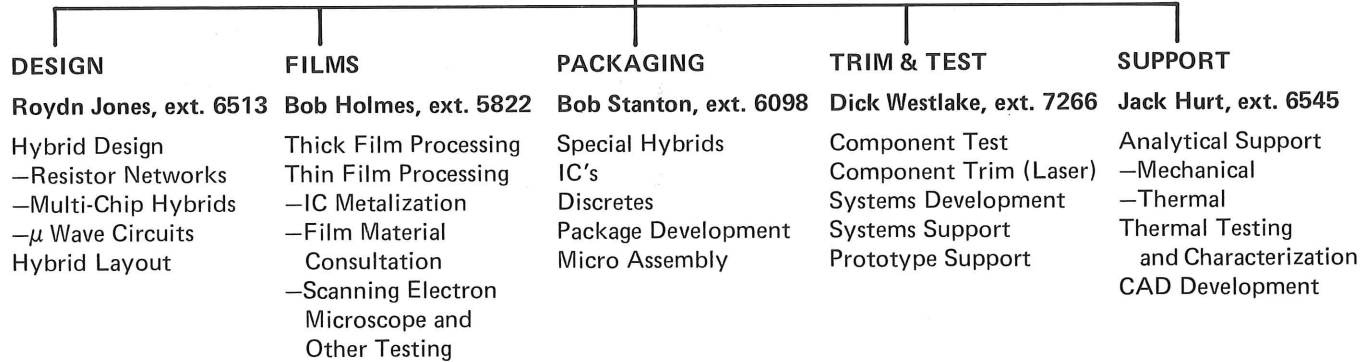 DESIGN
Roydn Jones, ext. 6513
Hybrid Design
—Resistor Networks
—Multi-Chip Hybrids
—μ Wave Circuits
Hybrid Layout
FILMS
Bob Holmes, ext. 5822
Thick Film Processing
Thin Film Processing
—IC Metalization
—Film Material
Consultation
—Scanning Electron
Microscope and
Other Testing
PACKAGING
Bob Stanton, ext. 6098
Special Hybrids
IC's
Discretes
Package Development
Micro Assembly
TRIM & TEST
Dick Westlake, ext. 7266
Component Test
Component Trim (Laser)
Systems Development
Systems Support
Prototype Support
SUPPORT
Jack Hurt, ext. 6545
Analytical Support
—Mechanical
—Thermal
Thermal Testing
and Characterization
CAD Development